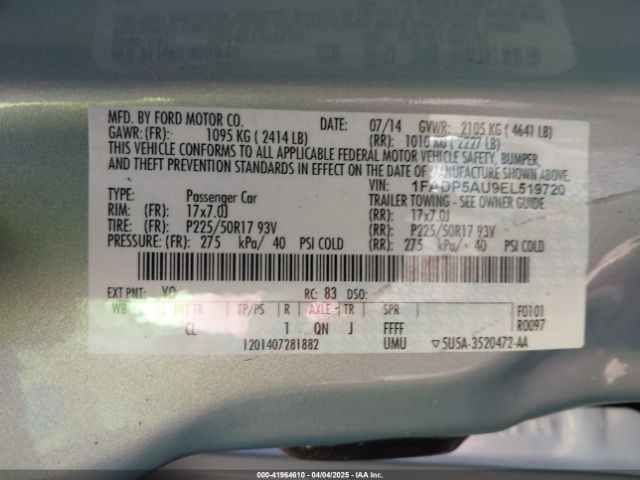 MFD. BY FORD MOTOR CO. DATE: 07/14 GVWR: 2105 KG ( 4641 LB)
GAWR: (FR): 1095 KG ( 2414 LB) (RR): 1010 KG ( 2227 LB)
THIS VEHICLE CONFORMS TO ALL APPLICABLE FEDERAL MOTOR VEHICLE SAFETY, BUMPER,
AND THEFT PREVENTION STANDARDS IN EFFECT ON THE DATE OF MANUFACTURE SHOWN ABOVE.
VIN: 1FADP5AU9EL519720
TYPE: Passenger Car TRAILER TOWING - SEE OWNER GUIDE
RIM: (FR): 17x7.0J (RR): 17x7.0J
TIRE: (FR): P225/50R17 93V (RR): P225/50R17 93V
PRESSURE: (FR): 275 kPa/ 40 PSI COLD (RR): 275 kPa/ 40 PSI COLD
EXT PNT: RC: 83 DSO:
WB INT TR TP/PS R AXLE TR SPR F0101
CL 1 QN J FFFF R0097
1201407281882 UMU ▽5U5A-3520472-AA
000-41964610 - 04/04/2025 - IAAI.com